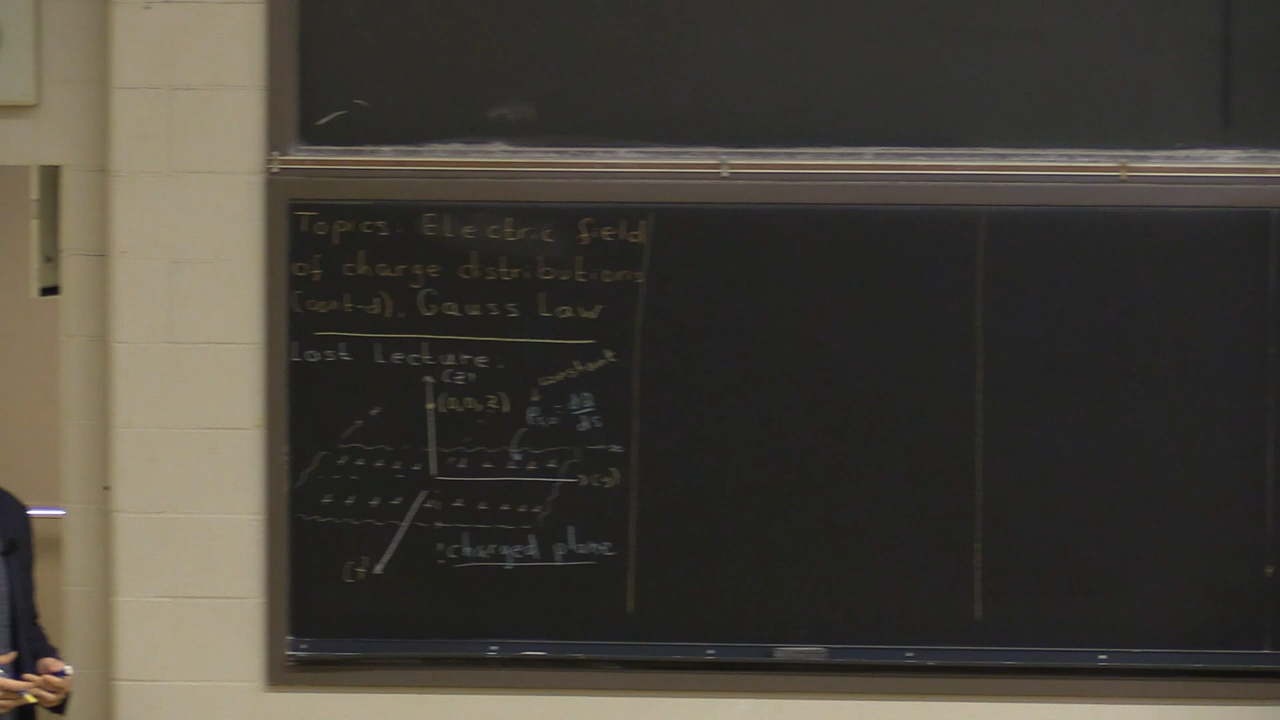 Topics. Electric field
of charge distributions
(cont-d). Gauss Law
Last Lecture.
(z)
constant
(0,0,z)
(y)
charged plane